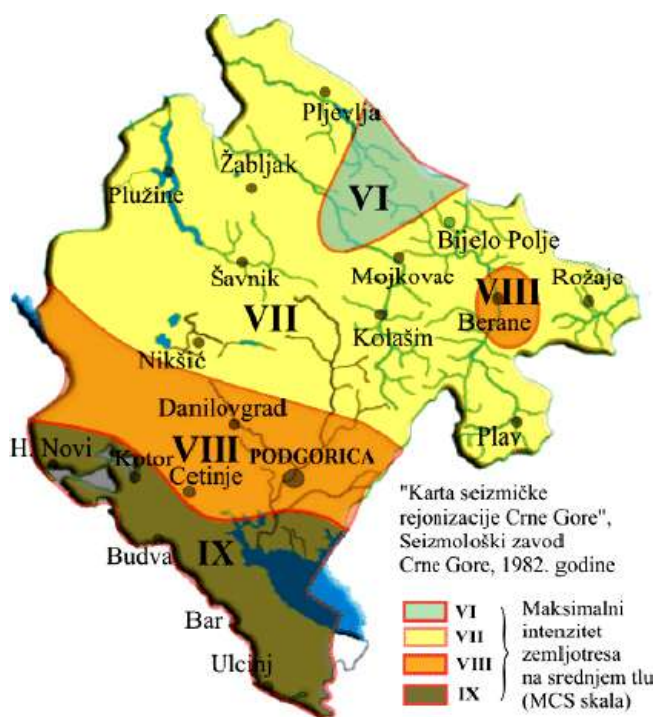 Pljevlja
Žabljak
Plužine
VI
Bijelo Polje
Šavnik
Mojkovac
Rožaje
VIII
VII
Berane
Kolašin
Nikšić
Danilovgrad
Plav
VIII
PODGORICA
H. Novi
Kotor
Cetinje
"Karta seizmičke
rejonizacije Crne Gore",
Seizmološki zavod
Crne Gore, 1982. godine
IX
Budva
Bar
Ulcinj
VI
VII
VIII
IX
Maksimalni
intenzitet
zemljotresa
na srednjem tlu
(MCS skala)